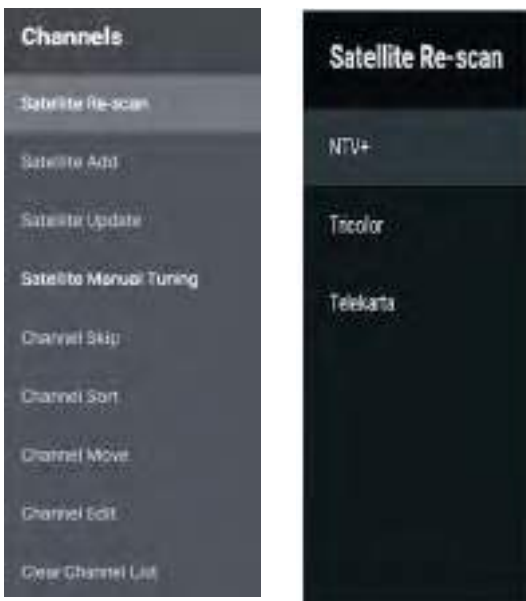 Channels
Satellite Re-scan
Satellite Add
Satellite Update
Satellite Manual Tuning
Channel Skip
Channel Sort
Channel Move
Channel Edit
Clear Channel List
Satellite Re-scan
NTV+
Tricolor
Telekarta